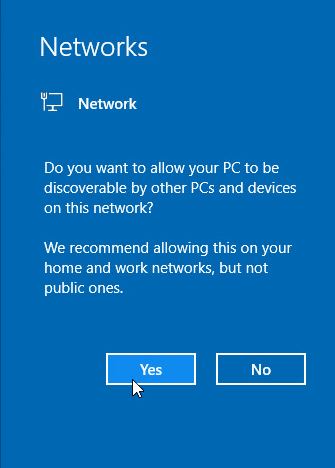 Networks
Network
Do you want to allow your PC to be
discoverable by other PCs and devices
on this network?
We recommend allowing this on your
home and work networks, but not
public ones.
Yes
No